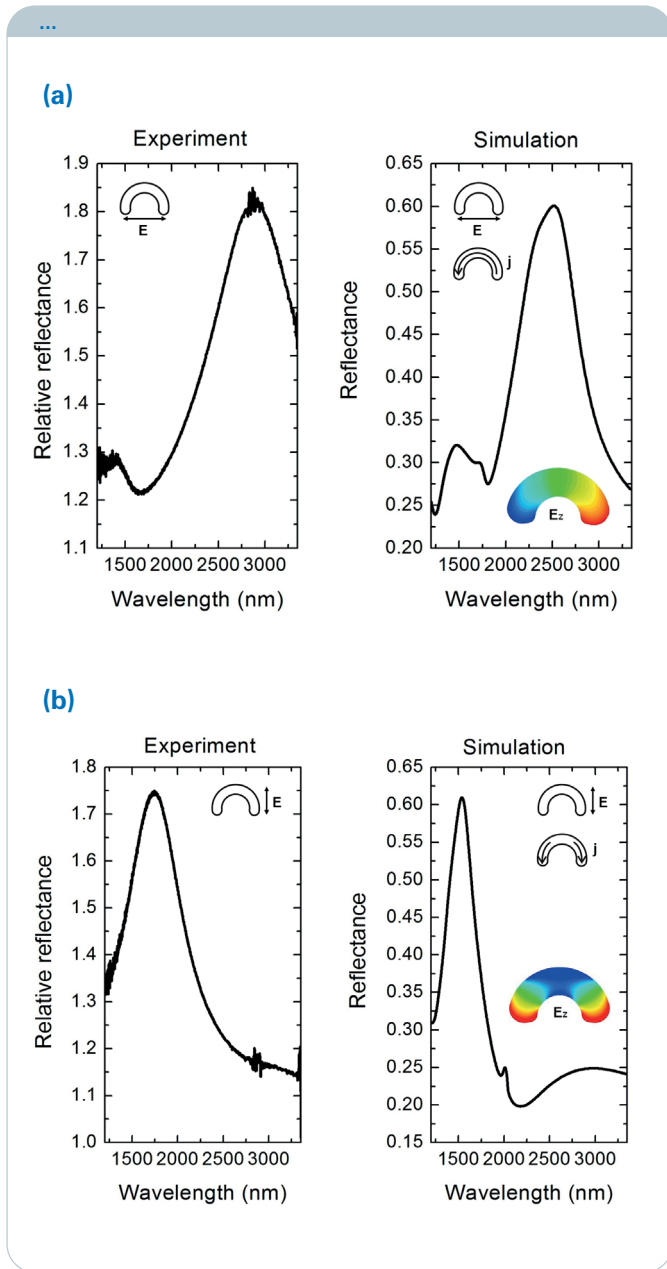 ...
(a)
Experiment
Relative reflectance
1.9
1.8
1.7
1.6
1.5
1.4
1.3
1.2
1.1
E
1500 2000 2500 3000
Wavelength (nm)
Simulation
Reflectance
0.65
0.60
0.55
0.50
0.45
0.40
0.35
0.30
0.25
0.20
E
j
Ez
1500 2000 2500 3000
Wavelength (nm)
(b)
Experiment
Relative reflectance
1.8
1.7
1.6
1.5
1.4
1.3
1.2
1.1
1.0
E
1500 2000 2500 3000
Wavelength (nm)
Simulation
Reflectance
0.65
0.60
0.55
0.50
0.45
0.40
0.35
0.30
0.25
0.20
0.15
E
j
Ez
1500 2000 2500 3000
Wavelength (nm)